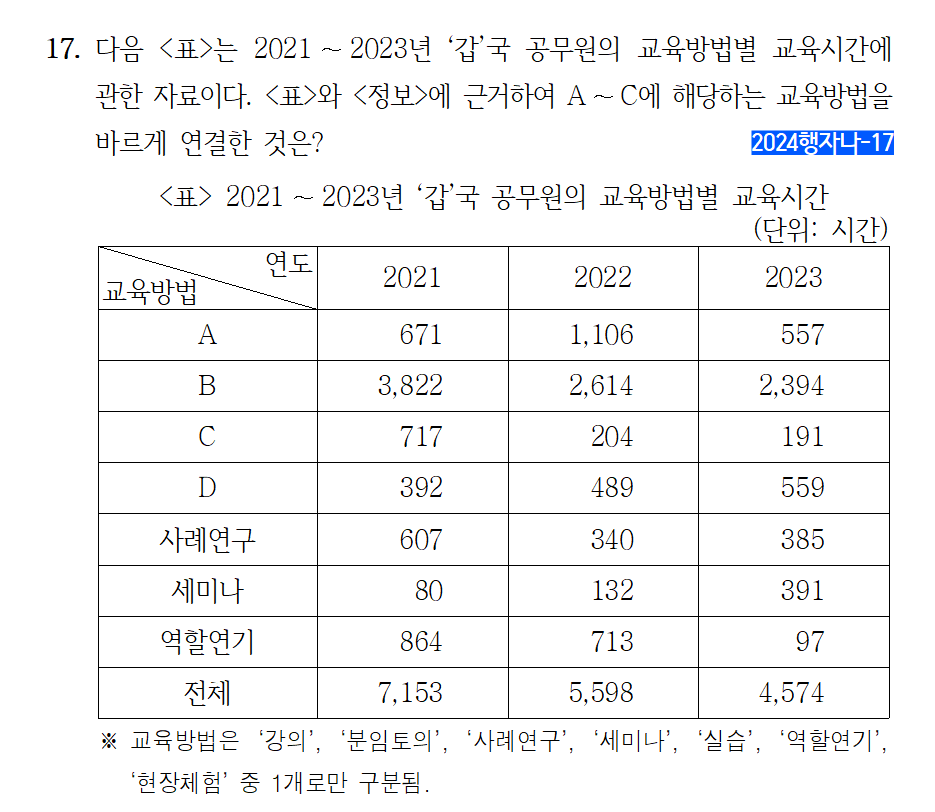 17. 다음 <표>는 2021 ~ 2023년 ‘갑’국 공무원의 교육방법별 교육시간에
관한 자료이다. <표>와 <정보>에 근거하여 A ~ C에 해당하는 교육방법을
바르게 연결한 것은?
2024행자나-17
<표> 2021 ~ 2023년 ‘갑’국 공무원의 교육방법별 교육시간
(단위: 시간)
연도
교육방법
2021 2022 2023
A 671 1,106 557
B 3,822 2,614 2,394
C 717 204 191
D 392 489 559
사례연구 607 340 385
세미나 80 132 391
역할연기 864 713 97
전체 7,153 5,598 4,574
※ 교육방법은 ‘강의’, ‘분임토의’, ‘사례연구’, ‘세미나’, ‘실습’, ‘역할연기’,
‘현장체험’ 중 1개로만 구분됨.